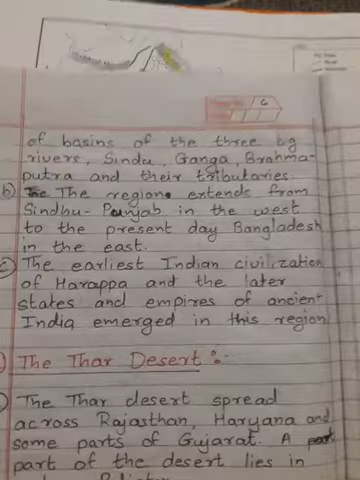 6
of basins of the three big
rivers, Sindu, Ganga, Brahma-
putra and their tributaries
b) The region extends from
Sindhu-Punjab in the west
to the present day Bangladesh
in the east.
c) The earliest Indian civilization
of Harappa and the later
states and empires of ancient
India emerged in this region
The Thar Desert :-
The Thar desert spread
across Rajasthan, Haryana and
some parts of Gujarat. A
part of the desert lies in